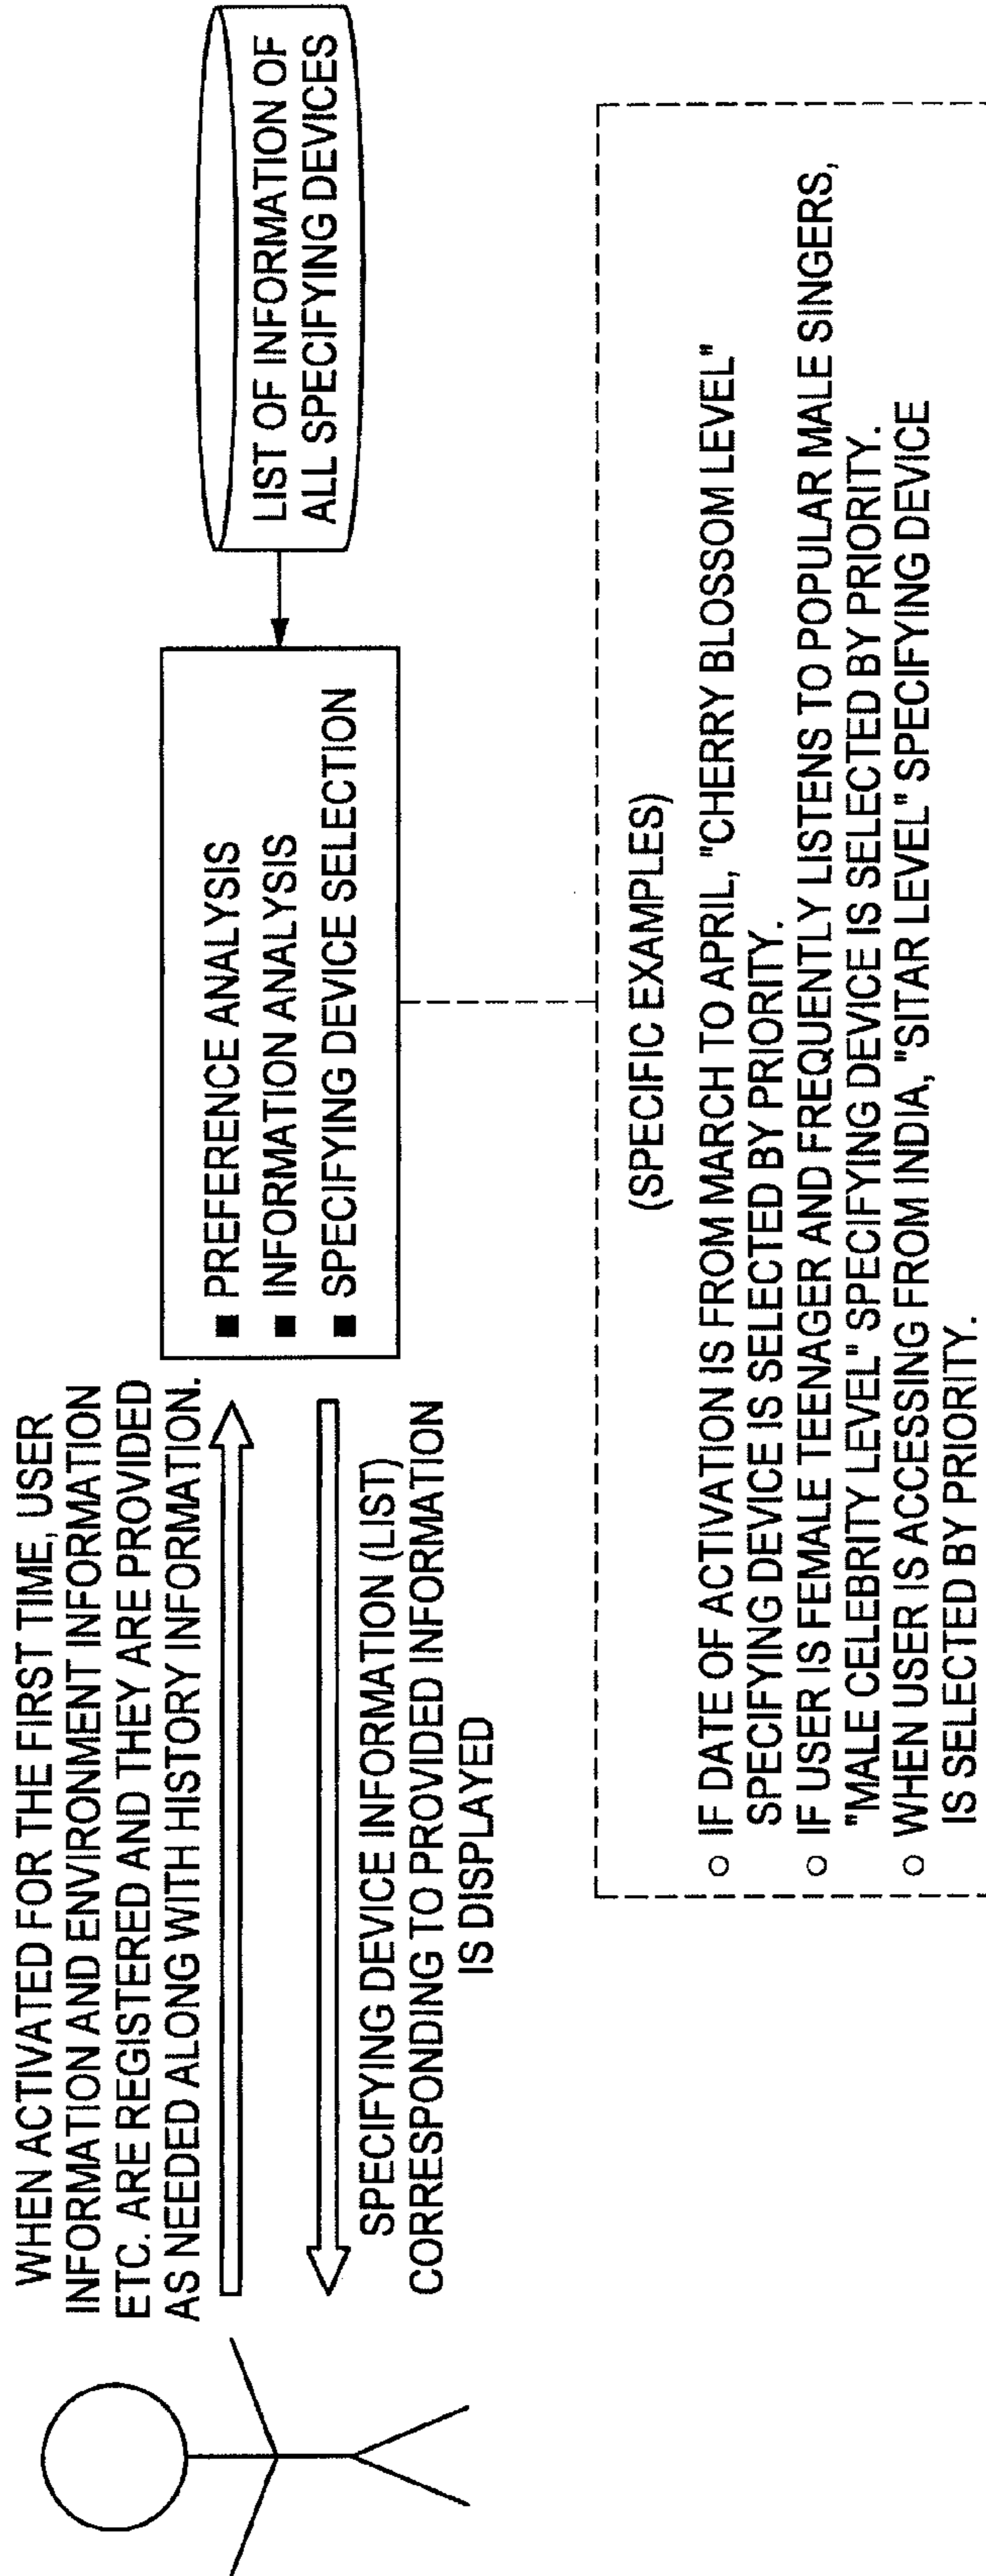 WHEN ACTIVATED FOR THE FIRST TIME, USER
INFORMATION AND ENVIRONMENT INFORMATION
ETC. ARE REGISTERED AND THEY ARE PROVIDED
AS NEEDED ALONG WITH HISTORY INFORMATION.
SPECIFYING DEVICE INFORMATION (LIST)
CORRESPONDING TO PROVIDED INFORMATION
IS DISPLAYED
■ PREFERENCE ANALYSIS
■ INFORMATION ANALYSIS
■ SPECIFYING DEVICE SELECTION
LIST OF INFORMATION OF
ALL SPECIFYING DEVICES
(SPECIFIC EXAMPLES)
○ IF DATE OF ACTIVATION IS FROM MARCH TO APRIL, "CHERRY BLOSSOM LEVEL"
SPECIFYING DEVICE IS SELECTED BY PRIORITY.
○ IF USER IS FEMALE TEENAGER AND FREQUENTLY LISTENS TO POPULAR MALE SINGERS,
"MALE CELEBRITY LEVEL" SPECIFYING DEVICE IS SELECTED BY PRIORITY.
○ WHEN USER IS ACCESSING FROM INDIA, "SITAR LEVEL" SPECIFYING DEVICE
IS SELECTED BY PRIORITY.